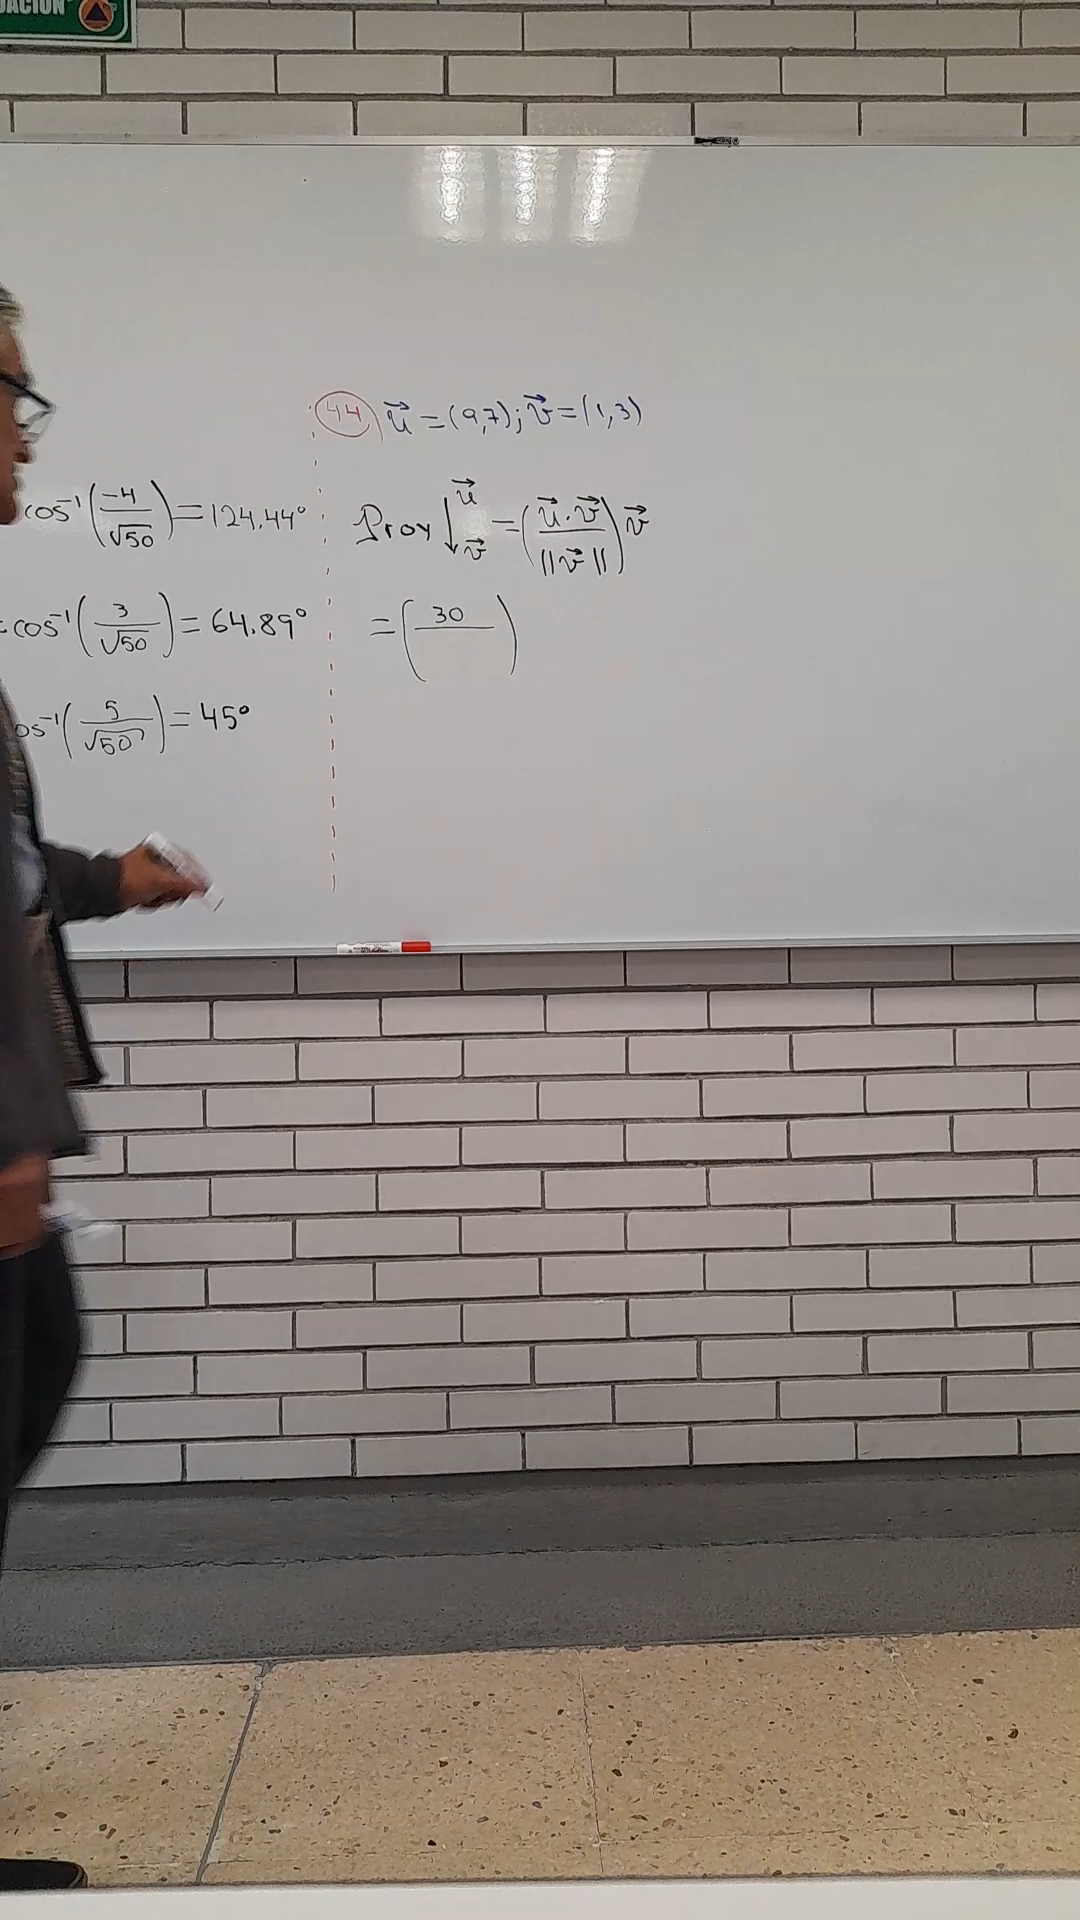 UACIÓN
44 u⃗ = (9,7); v⃗ = (1,3)
cos⁻¹(-4/√50) = 124.44°
Proy ↓ u⃗ v⃗ = (u⃗·v⃗/||v⃗||) v⃗
= cos⁻¹(3/√50) = 64.89°
= (30/ )
os⁻¹(5/√50) = 45°